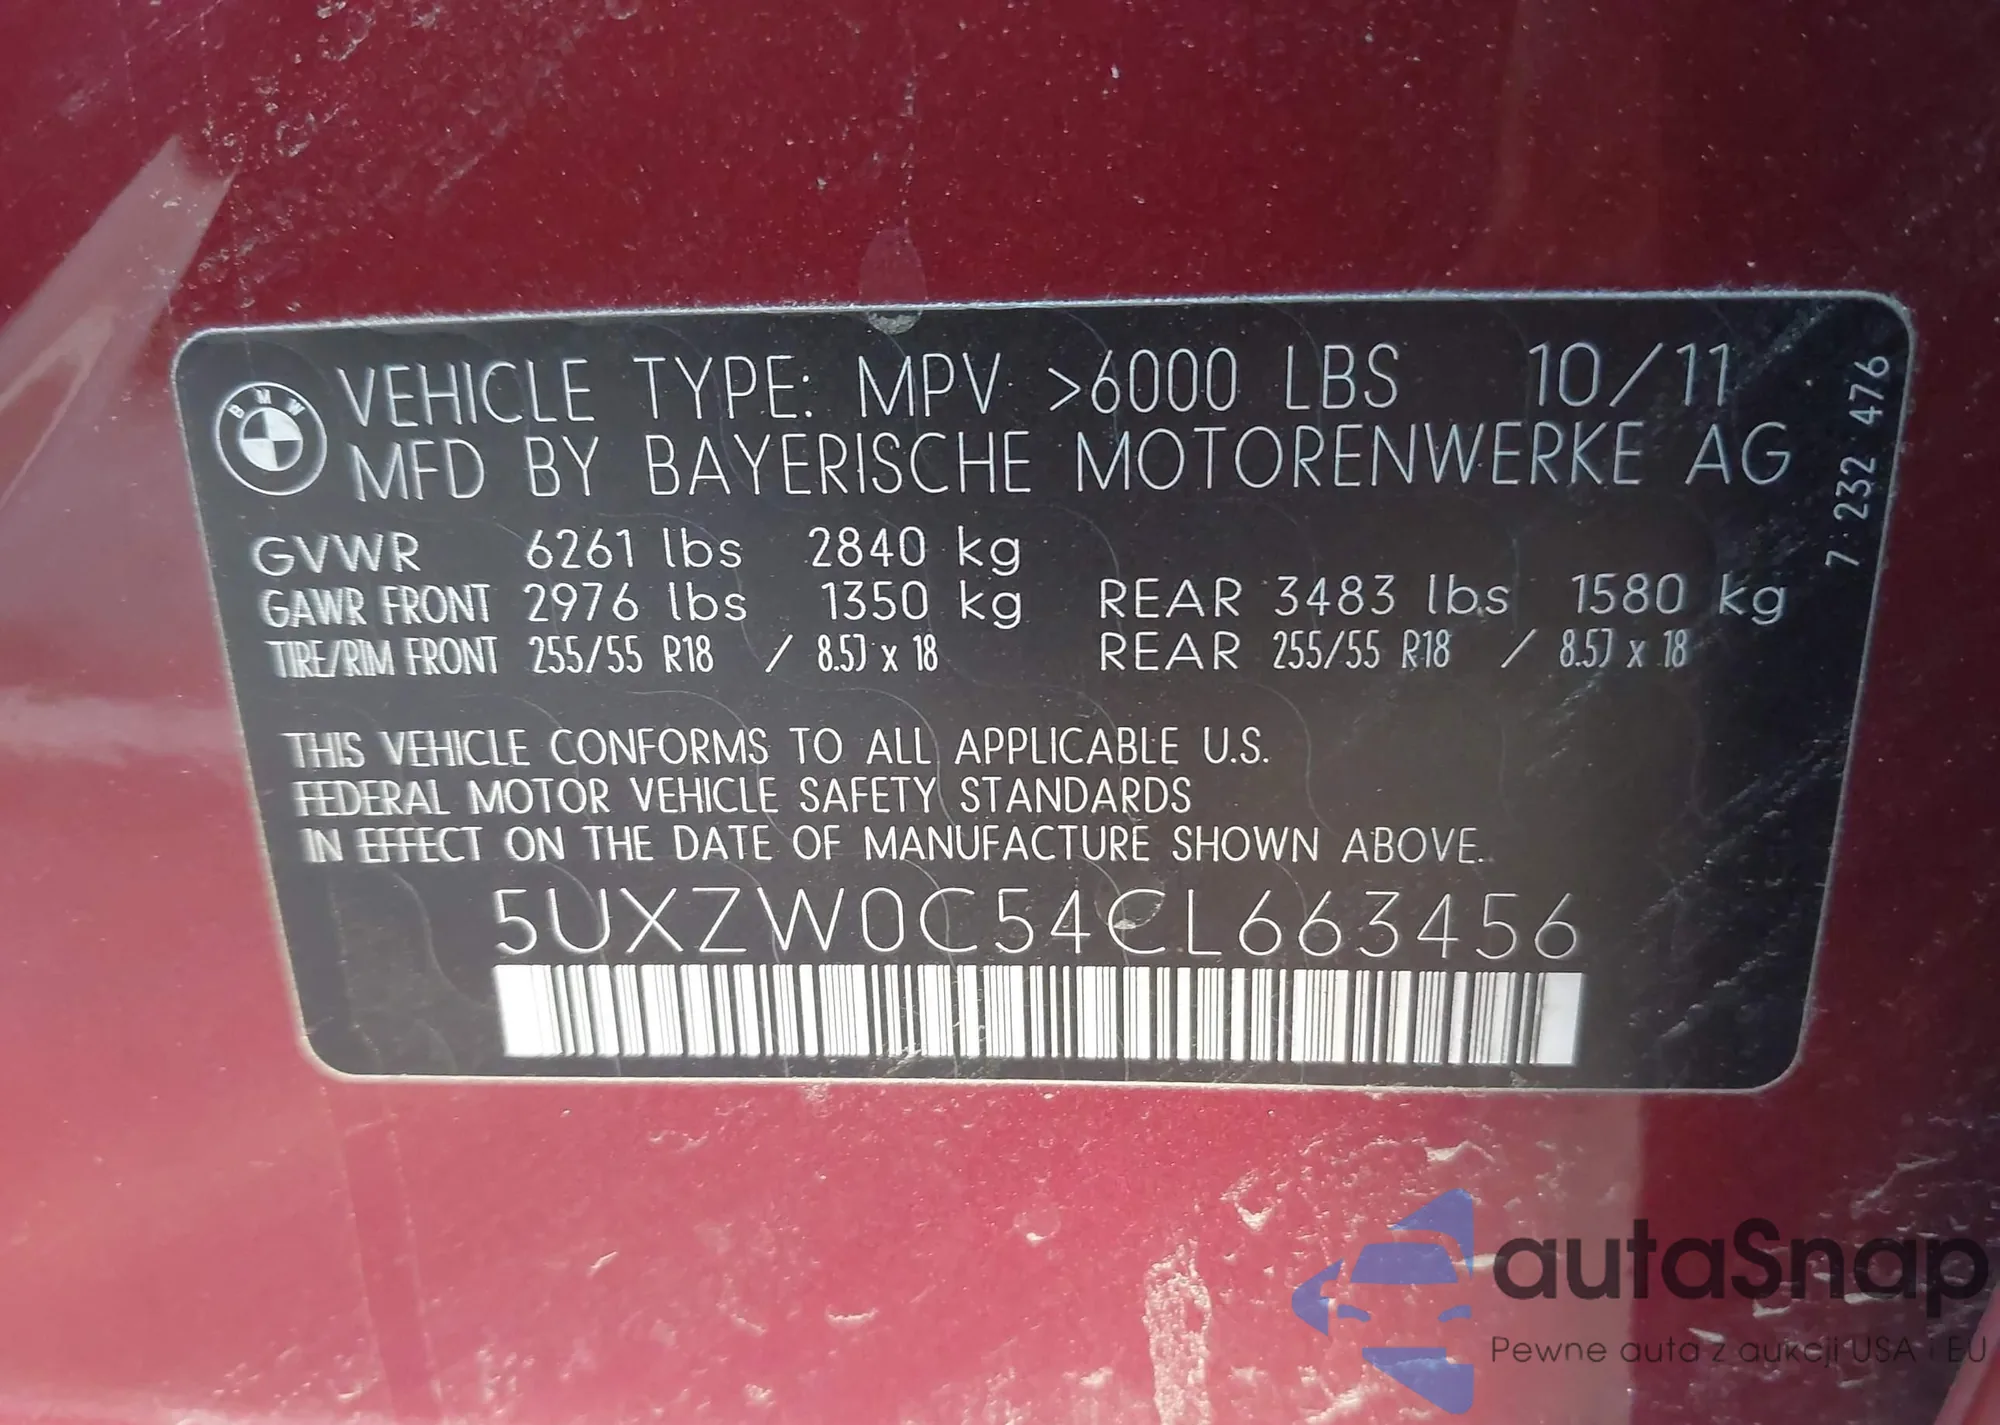 BMW
VEHICLE TYPE: MPV >6000 LBS 10/11
MFD BY BAYERISCHE MOTORENWERKE AG
7 232 476
GVWR 6261 lbs 2840 kg
GAWR FRONT 2976 lbs 1350 kg REAR 3483 lbs 1580 kg
TIRE/RIM FRONT 255/55 R18 / 8.5J x 18 REAR 255/55 R18 / 8.5J x 18
THIS VEHICLE CONFORMS TO ALL APPLICABLE U.S.
FEDERAL MOTOR VEHICLE SAFETY STANDARDS
IN EFFECT ON THE DATE OF MANUFACTURE SHOWN ABOVE.
5UXZW0C54CL663456
autaSnap
Pewne auta z aukcji USA i EU